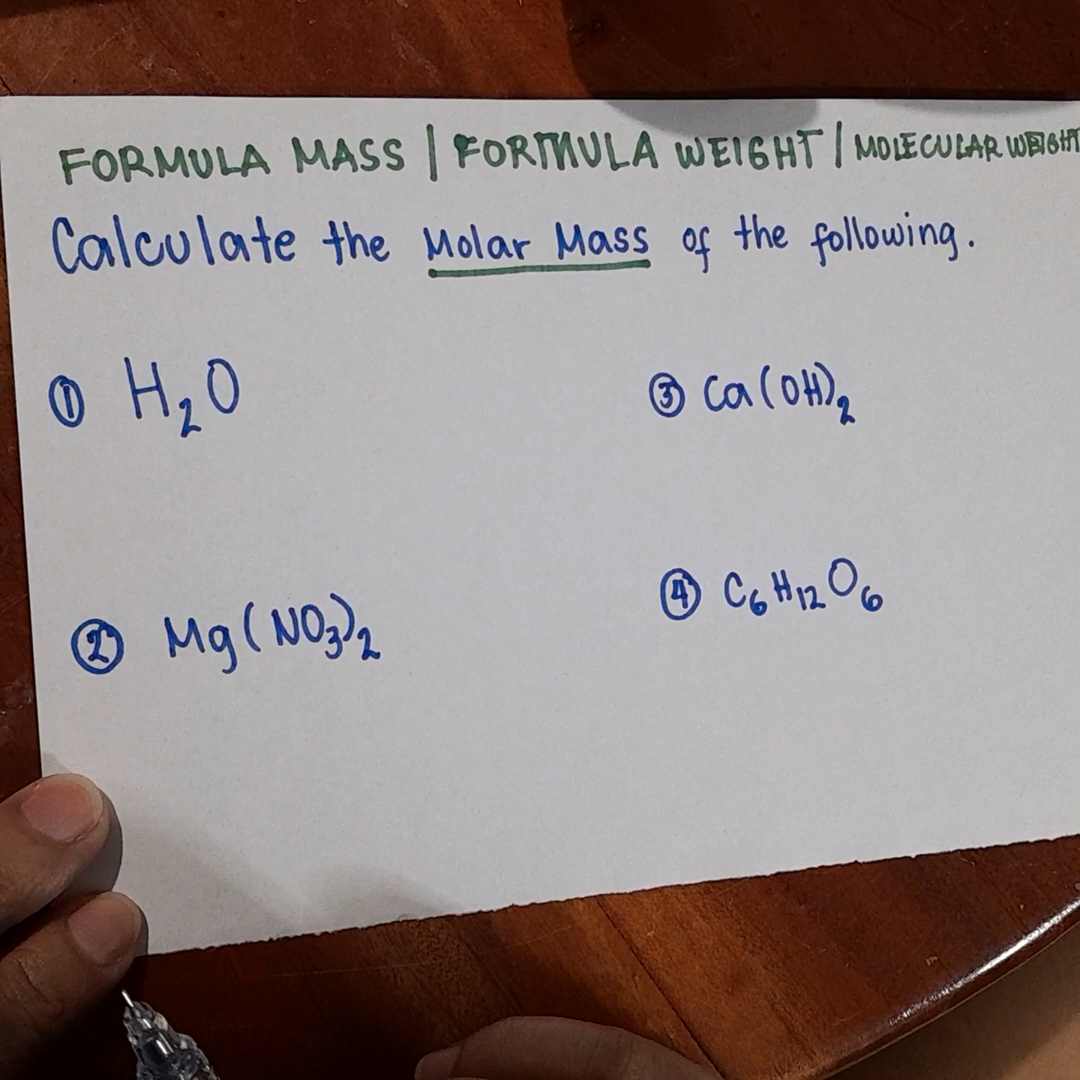 FORMULA MASS | FORMULA WEIGHT | MOLECULAR WEIGHT
Calculate the Molar Mass of the following.
① H₂O
③ Ca(OH)₂
② Mg(NO₃)₂
④ C₆H₁₂O₆